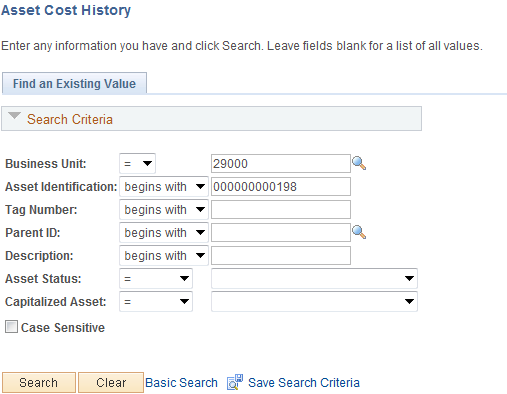 Asset Cost History
Enter any information you have and click Search. Leave fields blank for a list of all values.
Find an Existing Value
Search Criteria
Business Unit: = 29000
Asset Identification: begins with 000000000198
Tag Number: begins with
Parent ID: begins with
Description: begins with
Asset Status: =
Capitalized Asset: =
Case Sensitive
Search Clear Basic Search Save Search Criteria